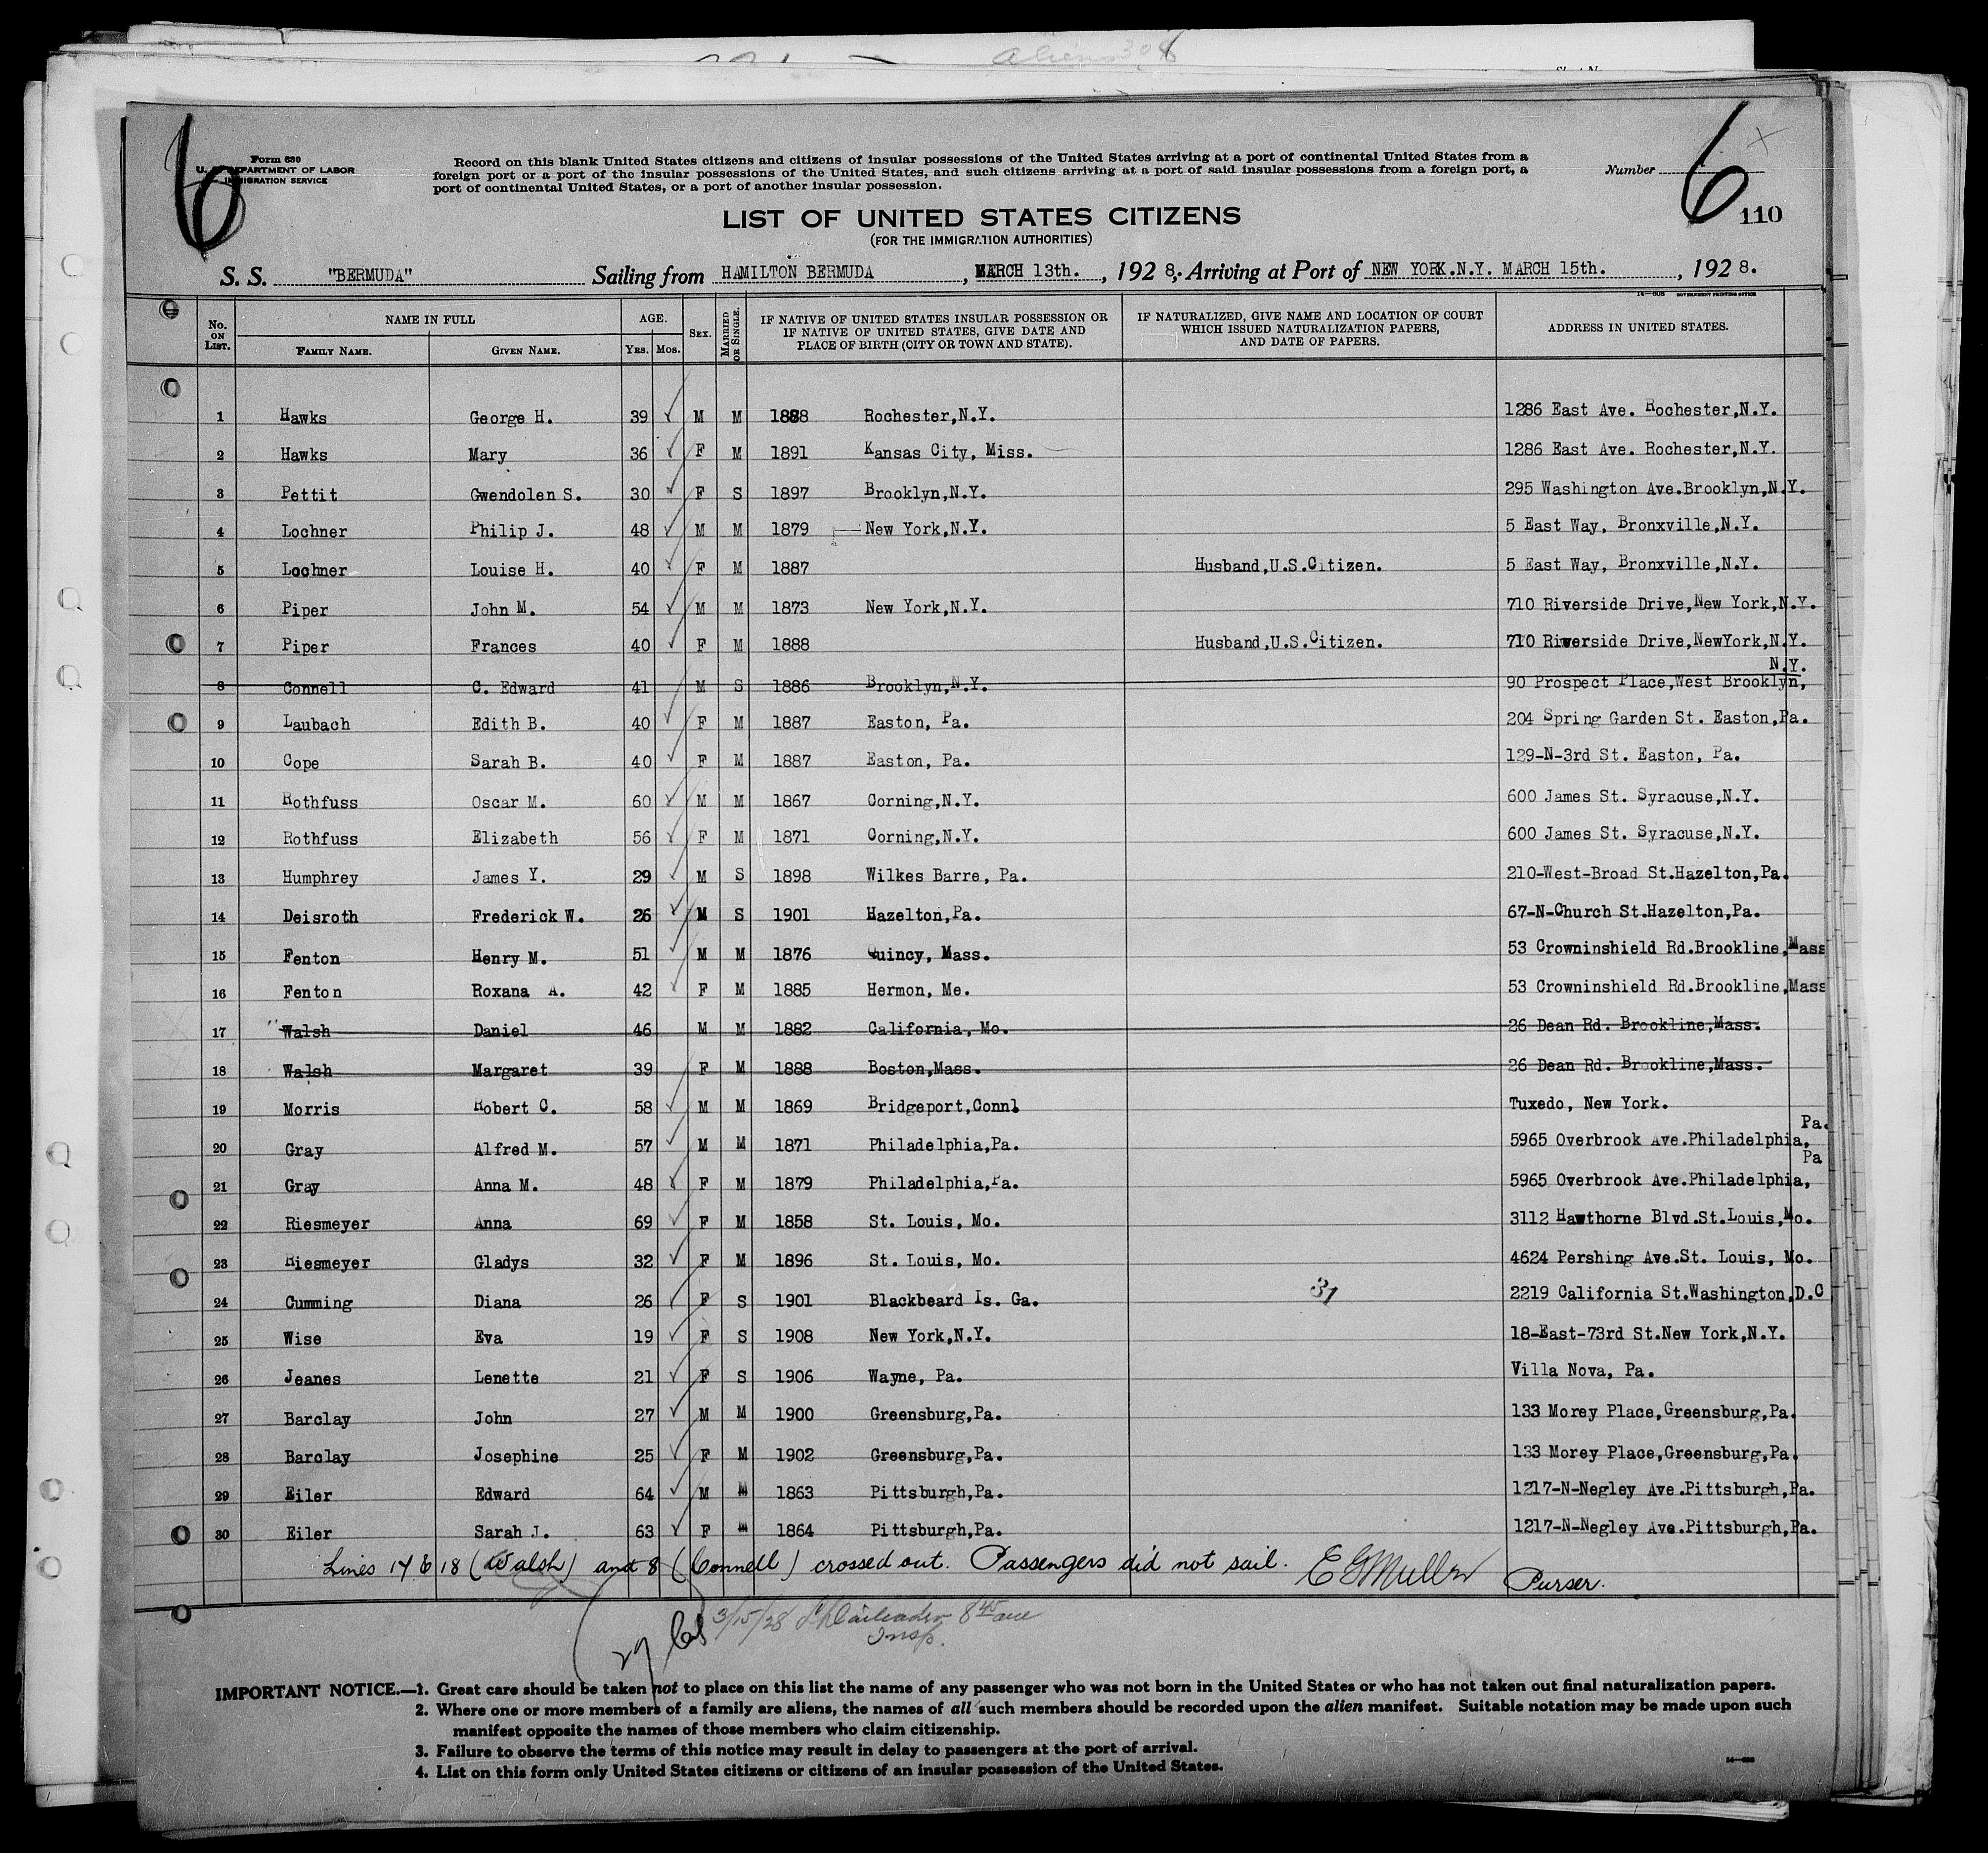 aliens 308
6
Form 630
U. S. DEPARTMENT OF LABOR
IMMIGRATION SERVICE
Record on this blank United States citizens and citizens of insular possessions of the United States arriving at a port of continental United States from a
foreign port or a port of the insular possessions of the United States, and such citizens arriving at a port of said insular possessions from a foreign port, a
port of continental United States, or a port of another insular possession.
Number 6
110
LIST OF UNITED STATES CITIZENS
(FOR THE IMMIGRATION AUTHORITIES)
S. S. "BERMUDA" Sailing from HAMILTON BERMUDA, MARCH 13th., 192 8, Arriving at Port of NEW YORK.N.Y. MARCH 15th., 192 8.
14—608 GOVERNMENT PRINTING OFFICE
No. ON LIST. NAME IN FULL FAMILY NAME. GIVEN NAME. AGE. YRS. MOS. SEX. MARRIED OR SINGLE. IF NATIVE OF UNITED STATES INSULAR POSSESSION OR IF NATIVE OF UNITED STATES, GIVE DATE AND PLACE OF BIRTH (CITY OR TOWN AND STATE). IF NATURALIZED, GIVE NAME AND LOCATION OF COURT WHICH ISSUED NATURALIZATION PAPERS, AND DATE OF PAPERS. ADDRESS IN UNITED STATES.
1 Hawks George H. 39 M M 1888 Rochester,N.Y. 1286 East Ave. Rochester,N.Y.
2 Hawks Mary 36 F M 1891 Kansas City, Miss. 1286 East Ave. Rochester,N.Y.
3 Pettit Gwendolen S. 30 F S 1897 Brooklyn,N.Y. 295 Washington Ave.Brooklyn,N.Y.
4 Lochner Philip J. 48 M M 1879 New York,N.Y. 5 East Way, Bronxville,N.Y.
5 Lochner Louise H. 40 F M 1887 Husband,U.S.Citizen. 5 East Way, Bronxville,N.Y.
6 Piper John M. 54 M M 1873 New York,N.Y. 710 Riverside Drive,New York,N.Y.
7 Piper Frances 40 F M 1888 Husband,U.S.Citizen. 710 Riverside Drive,NewYork,N.Y.
8 Connell C. Edward 41 M S 1886 Brooklyn,N.Y. 90 Prospect Place,West Brooklyn, N.Y.
9 Laubach Edith B. 40 F M 1887 Easton, Pa. 204 Spring Garden St. Easton,Pa.
10 Cope Sarah B. 40 F M 1887 Easton, Pa. 129-N-3rd St. Easton, Pa.
11 Rothfuss Oscar M. 60 M M 1867 Corning,N.Y. 600 James St. Syracuse,N.Y.
12 Rothfuss Elizabeth 56 F M 1871 Corning,N.Y. 600 James St. Syracuse,N.Y.
13 Humphrey James Y. 29 M S 1898 Wilkes Barre, Pa. 210-West-Broad St.Hazelton,Pa.
14 Deisroth Frederick W. 26 M S 1901 Hazelton,Pa. 67-N-Church St.Hazelton,Pa.
15 Fenton Henry M. 51 M M 1876 Quincy, Mass. 53 Crowninshield Rd.Brookline,Mass
16 Fenton Roxana A. 42 F M 1885 Hermon, Me. 53 Crowninshield Rd.Brookline,Mass
17 Walsh Daniel 46 M M 1882 California, Mo. 26 Dean Rd. Brookline,Mass.
18 Walsh Margaret 39 F M 1888 Boston,Mass. 26 Dean Rd. Brookline,Mass.
19 Morris Robert C. 58 M M 1869 Bridgeport,Connl Tuxedo, New York.
20 Gray Alfred M. 57 M M 1871 Philadelphia,Pa. 5965 Overbrook Ave.Philadelphia, Pa.
21 Gray Anna M. 48 F M 1879 Philadelphia,Pa. 5965 Overbrook Ave.Philadelphia, Pa
22 Riesmeyer Anna 69 F M 1858 St. Louis, Mo. 3112 Hawthorne Blvd.St.Louis,Mo.
23 Riesmeyer Gladys 32 F M 1896 St. Louis, Mo. 4624 Pershing Ave.St. Louis, Mo.
24 Cumming Diana 26 F S 1901 Blackbeard Is. Ga. 31 2219 California St.Washington,D.C
25 Wise Eva 19 F S 1908 New York,N.Y. 18-East-73rd St.New York,N.Y.
26 Jeanes Lenette 21 F S 1906 Wayne, Pa. Villa Nova, Pa.
27 Barclay John 27 M M 1900 Greensburg,Pa. 133 Morey Place,Greensburg,Pa.
28 Barclay Josephine 25 F M 1902 Greensburg,Pa. 133 Morey Place,Greensburg,Pa.
29 Eiler Edward 64 M M 1863 Pittsburgh,Pa. 1217-N-Negley Ave.Pittsburgh,Pa.
30 Eiler Sarah J. 63 F M 1864 Pittsburgh,Pa. 1217-N-Negley Ave.Pittsburgh,Pa.
Lines 17 & 18 (Walsh) and 8 (Connell) crossed out. Passengers did not sail. E G Muller Purser.
3/15/28 8 45
Insp.
27
IMPORTANT NOTICE.—1. Great care should be taken not to place on this list the name of any passenger who was not born in the United States or who has not taken out final naturalization papers.
2. Where one or more members of a family are aliens, the names of all such members should be recorded upon the alien manifest. Suitable notation may be made upon such
manifest opposite the names of those members who claim citizenship.
3. Failure to observe the terms of this notice may result in delay to passengers at the port of arrival.
4. List on this form only United States citizens or citizens of an insular possession of the United States.